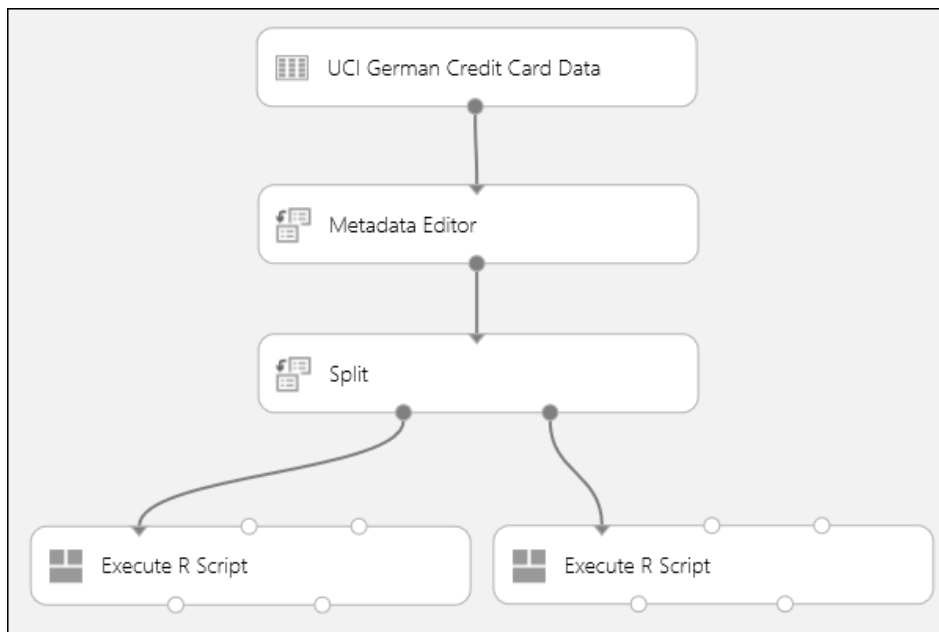 UCI German Credit Card Data
Metadata Editor
Split
Execute R Script
Execute R Script